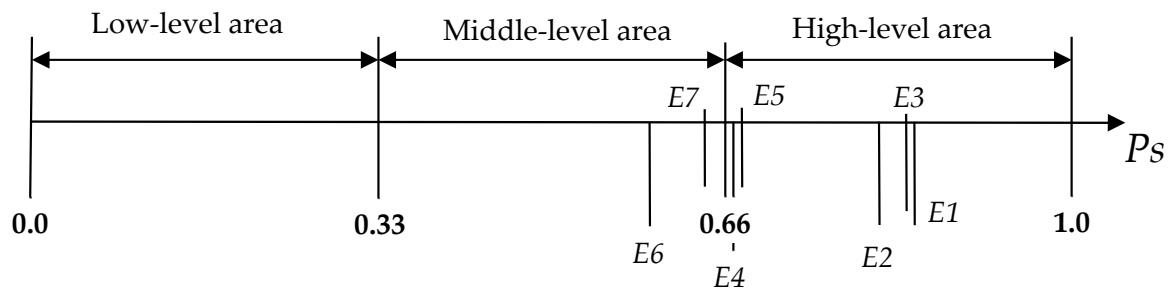 Low-level area
Middle-level area
High-level area
E7
E5
E3
Ps
0.0
0.33
0.66
1.0
E1
E6
E2
E4